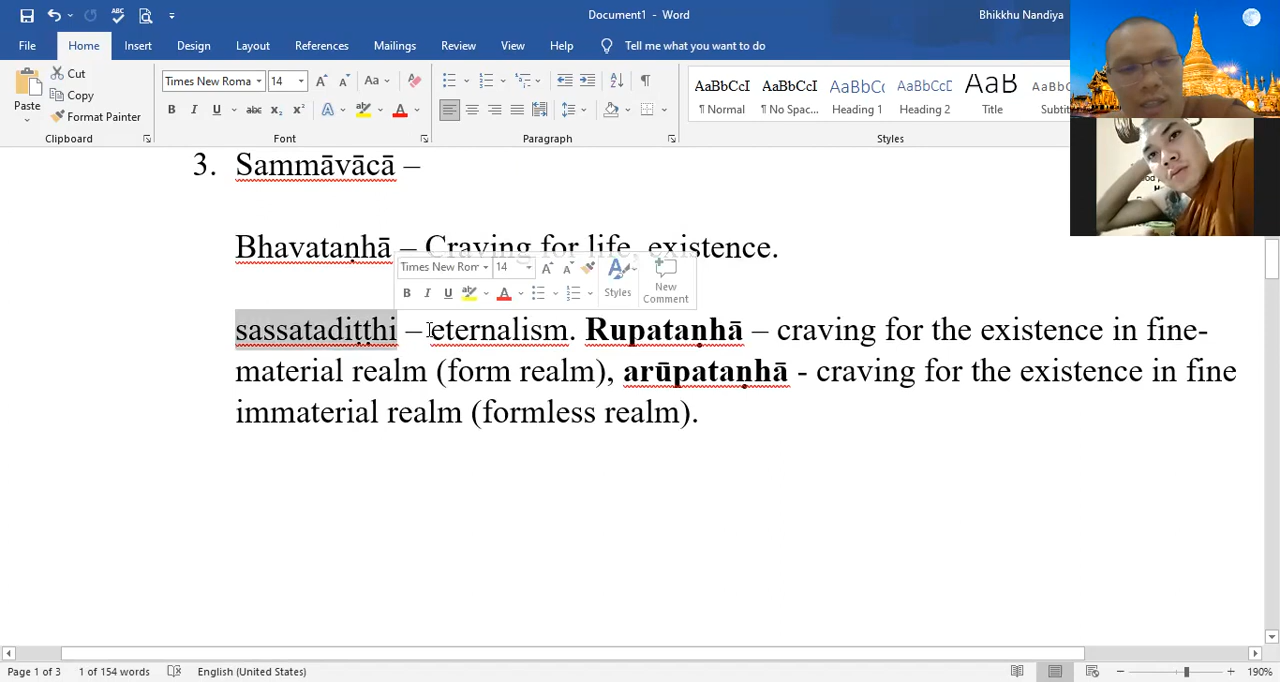 Document1 - Word
Bhikkhu Nandiya
File Home Insert Design Layout References Mailings Review View Help Tell me what you want to do
Paste
Cut
Copy
Format Painter
Clipboard
Times New Roma 14
Font
Paragraph
AaBbCcI AaBbCcI AaBbC AaBbCcE AaB
¶ Normal ¶ No Spac... Heading 1 Heading 2 Title Subtit
Styles
3. Sammāvācā –
Bhavataṇhā – Craving for life, existence.
Times New Rom 14
New
Styles Comment
sassatadiṭṭhi – eternalism. Rupataṇhā – craving for the existence in fine-
material realm (form realm), arūpataṇhā - craving for the existence in fine
immaterial realm (formless realm).
Page 1 of 3 1 of 154 words English (United States) 190%